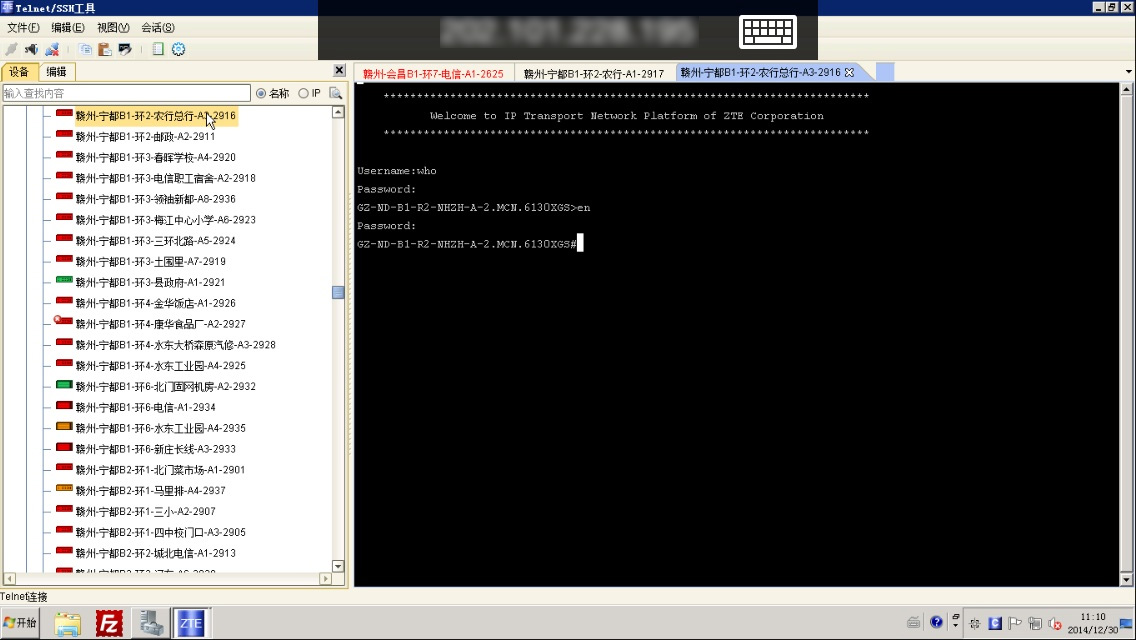 Telnet/SSH工具
文件(F) 编辑(E) 视图(V) 会话(S)
设备 编辑
输入查找内容 名称 IP
赣州-会昌B1-环7-电信-A1-2625 赣州-宁都B1-环2-农行-A1-2917 赣州-宁都B1-环2-农行总行-A3-2916
赣州-宁都B1-环2-农行总行-A3-2916
赣州-宁都B1-环2-邮政-A2-2911
赣州-宁都B1-环3-春晖学校-A4-2920
赣州-宁都B1-环3-电信职工宿舍-A2-2918
赣州-宁都B1-环3-领袖新都-A8-2936
赣州-宁都B1-环3-梅江中心小学-A6-2923
赣州-宁都B1-环3-三环北路-A5-2924
赣州-宁都B1-环3-土围里-A7-2919
赣州-宁都B1-环3-县政府-A1-2921
赣州-宁都B1-环4-金华饭店-A1-2926
赣州-宁都B1-环4-康华食品厂-A2-2927
赣州-宁都B1-环4-水东大桥森原汽修-A3-2928
赣州-宁都B1-环4-水东工业园-A4-2925
赣州-宁都B1-环6-北门固网机房-A2-2932
赣州-宁都B1-环6-电信-A1-2934
赣州-宁都B1-环6-水东工业园-A4-2935
赣州-宁都B1-环6-新庄长线-A3-2933
赣州-宁都B2-环1-北门菜市场-A1-2901
赣州-宁都B2-环1-马里排-A4-2937
赣州-宁都B2-环1-三小-A2-2907
赣州-宁都B2-环1-四中校门口-A3-2905
赣州-宁都B2-环2-城北电信-A1-2913
************************************************************************
Welcome to IP Transport Network Platform of ZTE Corporation
************************************************************************
Username:who
Password:
GZ-ND-B1-R2-NHZH-A-2.MCN.6130XGS>en
Password:
GZ-ND-B1-R2-NHZH-A-2.MCN.6130XGS#
Telnet连接
开始 ZTE
11:10
2014/12/30